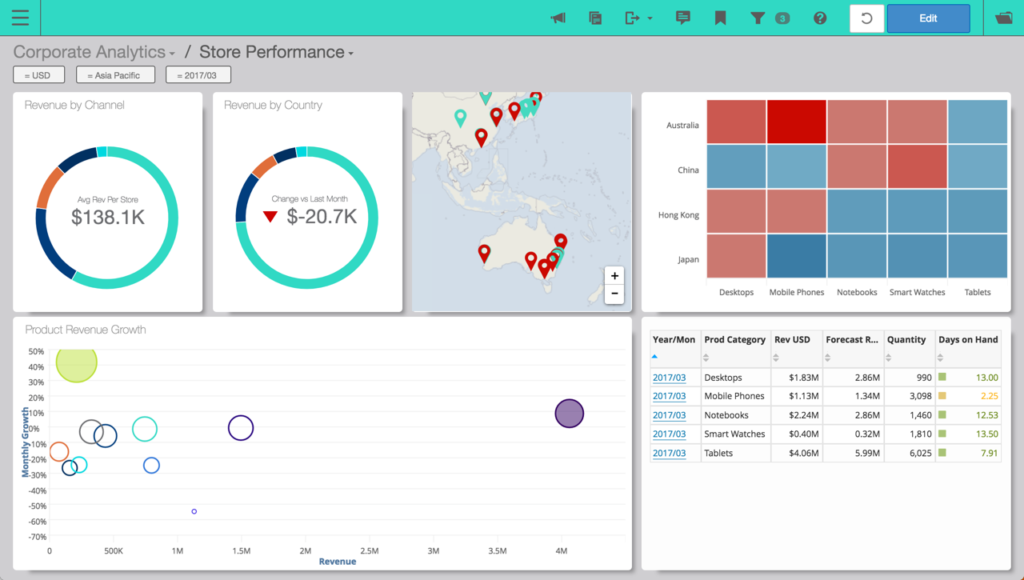 3
Edit
Corporate Analytics / Store Performance
= USD
= Asia Pacific
= 2017/03
Revenue by Channel
Avg Rev Per Store
$138.1K
Revenue by Country
Change vs Last Month
$-20.7K
+
−
Australia
China
Hong Kong
Japan
Desktops Mobile Phones Notebooks Smart Watches Tablets
Product Revenue Growth
Monthly Growth
50%
40%
30%
20%
10%
0%
-10%
-20%
-30%
-40%
-50%
-60%
-70%
0 500K 1M 1.5M 2M 2.5M 3M 3.5M 4M
Revenue
Year/Mon Prod Category Rev USD Forecast R... Quantity Days on Hand
2017/03 Desktops $1.83M 2.86M 990 13.00
2017/03 Mobile Phones $1.13M 1.34M 3,098 2.25
2017/03 Notebooks $2.24M 2.86M 1,460 12.53
2017/03 Smart Watches $0.40M 0.32M 1,810 13.50
2017/03 Tablets $4.06M 5.99M 6,025 7.91